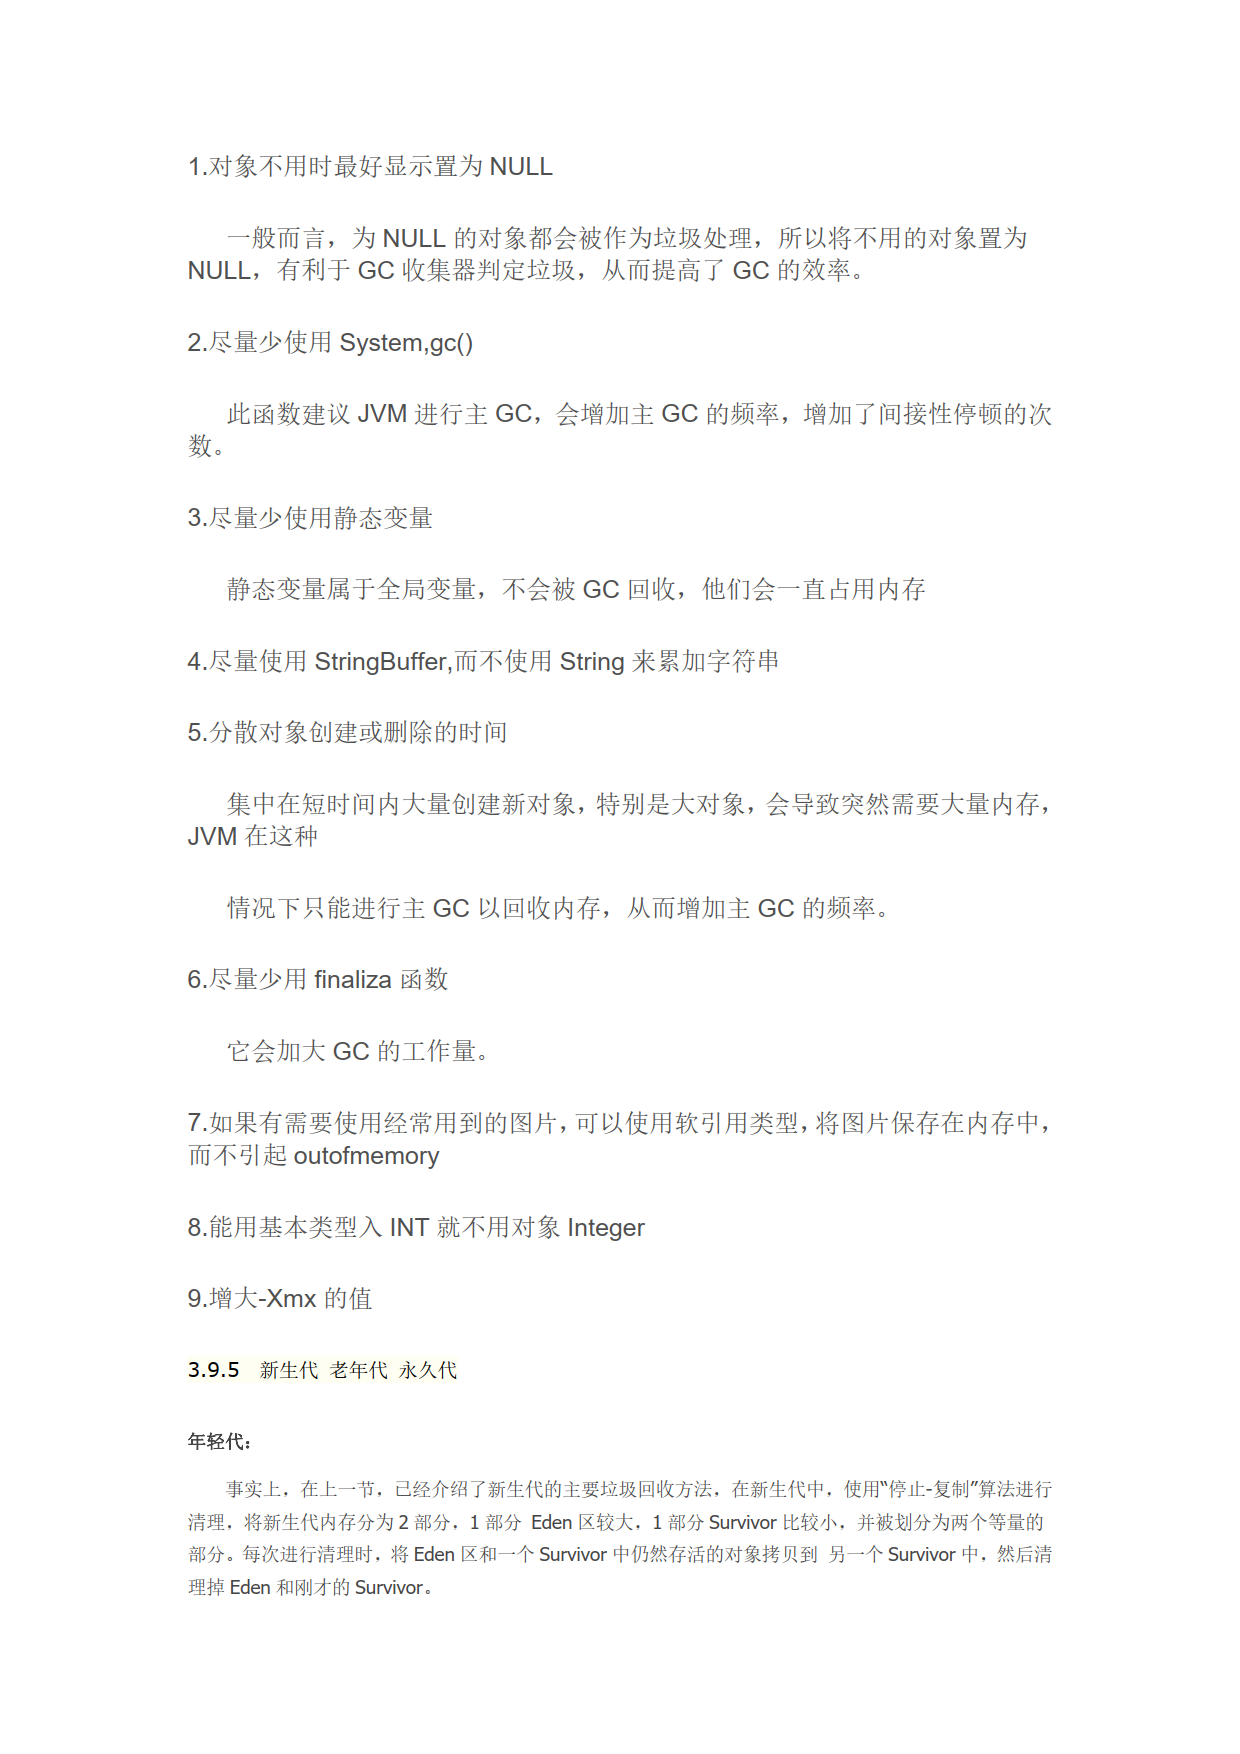 1.对象不用时最好显示置为 NULL
一般而言，为 NULL 的对象都会被作为垃圾处理，所以将不用的对象置为
NULL，有利于 GC 收集器判定垃圾，从而提高了 GC 的效率。
2.尽量少使用 System,gc()
此函数建议 JVM 进行主 GC，会增加主 GC 的频率，增加了间接性停顿的次
数。
3.尽量少使用静态变量
静态变量属于全局变量，不会被 GC 回收，他们会一直占用内存
4.尽量使用 StringBuffer,而不使用 String 来累加字符串
5.分散对象创建或删除的时间
集中在短时间内大量创建新对象，特别是大对象，会导致突然需要大量内存，
JVM 在这种
情况下只能进行主 GC 以回收内存，从而增加主 GC 的频率。
6.尽量少用 finaliza 函数
它会加大 GC 的工作量。
7.如果有需要使用经常用到的图片，可以使用软引用类型，将图片保存在内存中，
而不引起 outofmemory
8.能用基本类型入 INT 就不用对象 Integer
9.增大-Xmx 的值
3.9.5 新生代 老年代 永久代
年轻代：
事实上，在上一节，已经介绍了新生代的主要垃圾回收方法，在新生代中，使用“停止-复制”算法进行
清理，将新生代内存分为 2 部分，1 部分 Eden 区较大，1 部分 Survivor 比较小，并被划分为两个等量的
部分。每次进行清理时，将 Eden 区和一个 Survivor 中仍然存活的对象拷贝到 另一个 Survivor 中，然后清
理掉 Eden 和刚才的 Survivor。